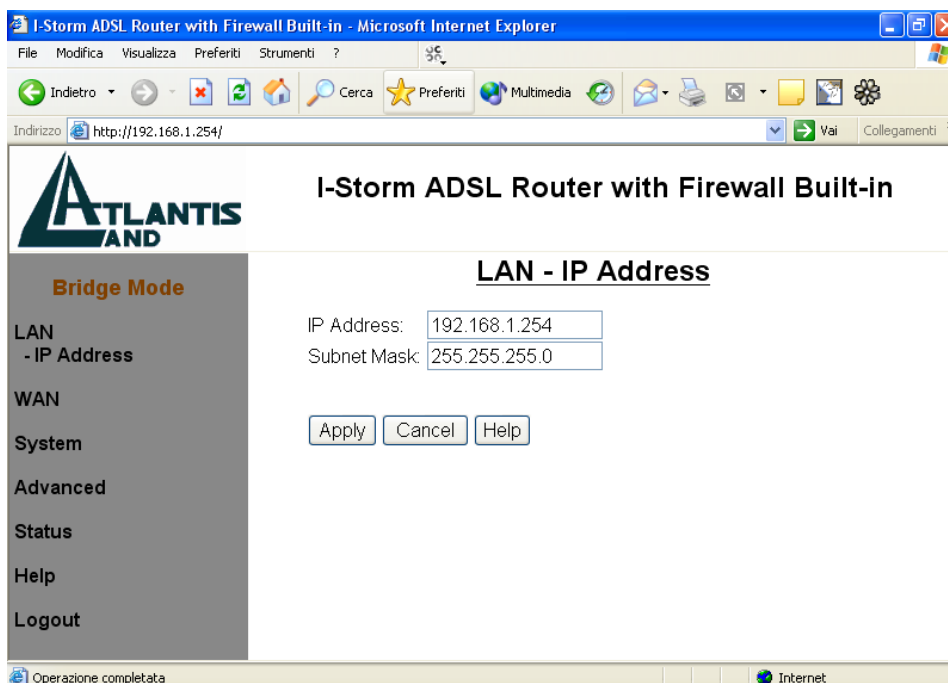 I-Storm ADSL Router with Firewall Built-in - Microsoft Internet Explorer
File Modifica Visualizza Preferiti Strumenti ?
Indietro Cerca Preferiti Multimedia
Indirizzo http://192.168.1.254/ Vai Collegamenti
ATLANTIS
LAND
I-Storm ADSL Router with Firewall Built-in
Bridge Mode
LAN
- IP Address
WAN
System
Advanced
Status
Help
Logout
LAN - IP Address
IP Address: 192.168.1.254
Subnet Mask: 255.255.255.0
Apply Cancel Help
Operazione completata Internet